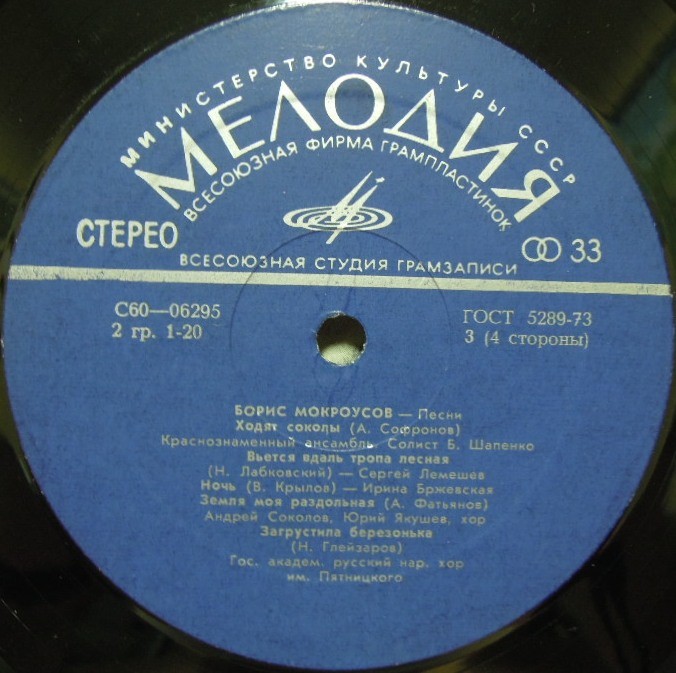 МИНИСТЕРСТВО КУЛЬТУРЫ СССР
МЕЛОДИЯ
ВСЕСОЮЗНАЯ ФИРМА ГРАМПЛАСТИНОК
СТЕРЕО
33
ВСЕСОЮЗНАЯ СТУДИЯ ГРАМЗАПИСИ
С60—06295
ГОСТ 5289-73
2 гр. 1-20
3 (4 стороны)
БОРИС МОКРОУСОВ — Песни
Ходят соколы (А. Софронов)
Краснознаменный ансамбль. Солист Б. Шапенко
Вьется вдаль тропа лесная
(Н. Лабковский) — Сергей Лемешев
Ночь (В. Крылов) — Ирина Бржевская
Земля моя раздольная (А. Фатьянов)
Андрей Соколов, Юрий Якушев, хор
Загрустила березонька
(Н. Глейзаров)
Гос. академ. русский нар. хор
им. Пятницкого